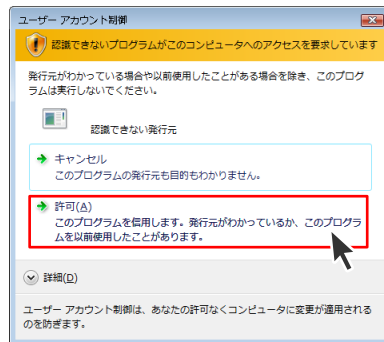 ユーザー アカウント制御
認識できないプログラムがこのコンピュータへのアクセスを要求しています
発行元がわかっている場合や以前使用したことがある場合を除き、このプログ
ラムは実行しないでください。
認識できない発行元
キャンセル
このプログラムの発行元も目的もわかりません。
許可(A)
このプログラムを信用します。発行元がわかっているか、このプログラ
ムを以前使用したことがあります。
詳細(D)
ユーザー アカウント制御は、あなたの許可なくコンピュータに変更が適用される
のを防ぎます。